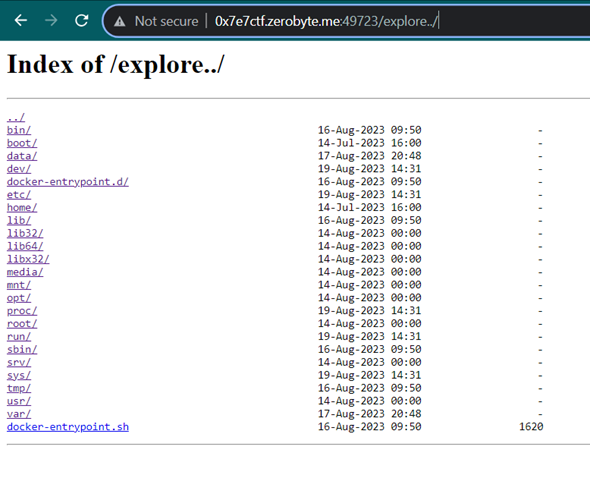 Not secure | 0x7e7ctf.zerobyte.me:49723/explore../
Index of /explore../
../
bin/ 16-Aug-2023 09:50 -
boot/ 14-Jul-2023 16:00 -
data/ 17-Aug-2023 20:48 -
dev/ 19-Aug-2023 14:31 -
docker-entrypoint.d/ 16-Aug-2023 09:50 -
etc/ 19-Aug-2023 14:31 -
home/ 14-Jul-2023 16:00 -
lib/ 16-Aug-2023 09:50 -
lib32/ 14-Aug-2023 00:00 -
lib64/ 14-Aug-2023 00:00 -
libx32/ 14-Aug-2023 00:00 -
media/ 14-Aug-2023 00:00 -
mnt/ 14-Aug-2023 00:00 -
opt/ 14-Aug-2023 00:00 -
proc/ 19-Aug-2023 14:31 -
root/ 14-Aug-2023 00:00 -
run/ 19-Aug-2023 14:31 -
sbin/ 16-Aug-2023 09:50 -
srv/ 14-Aug-2023 00:00 -
sys/ 19-Aug-2023 14:31 -
tmp/ 16-Aug-2023 09:50 -
usr/ 14-Aug-2023 00:00 -
var/ 17-Aug-2023 20:48 -
docker-entrypoint.sh 16-Aug-2023 09:50 1620